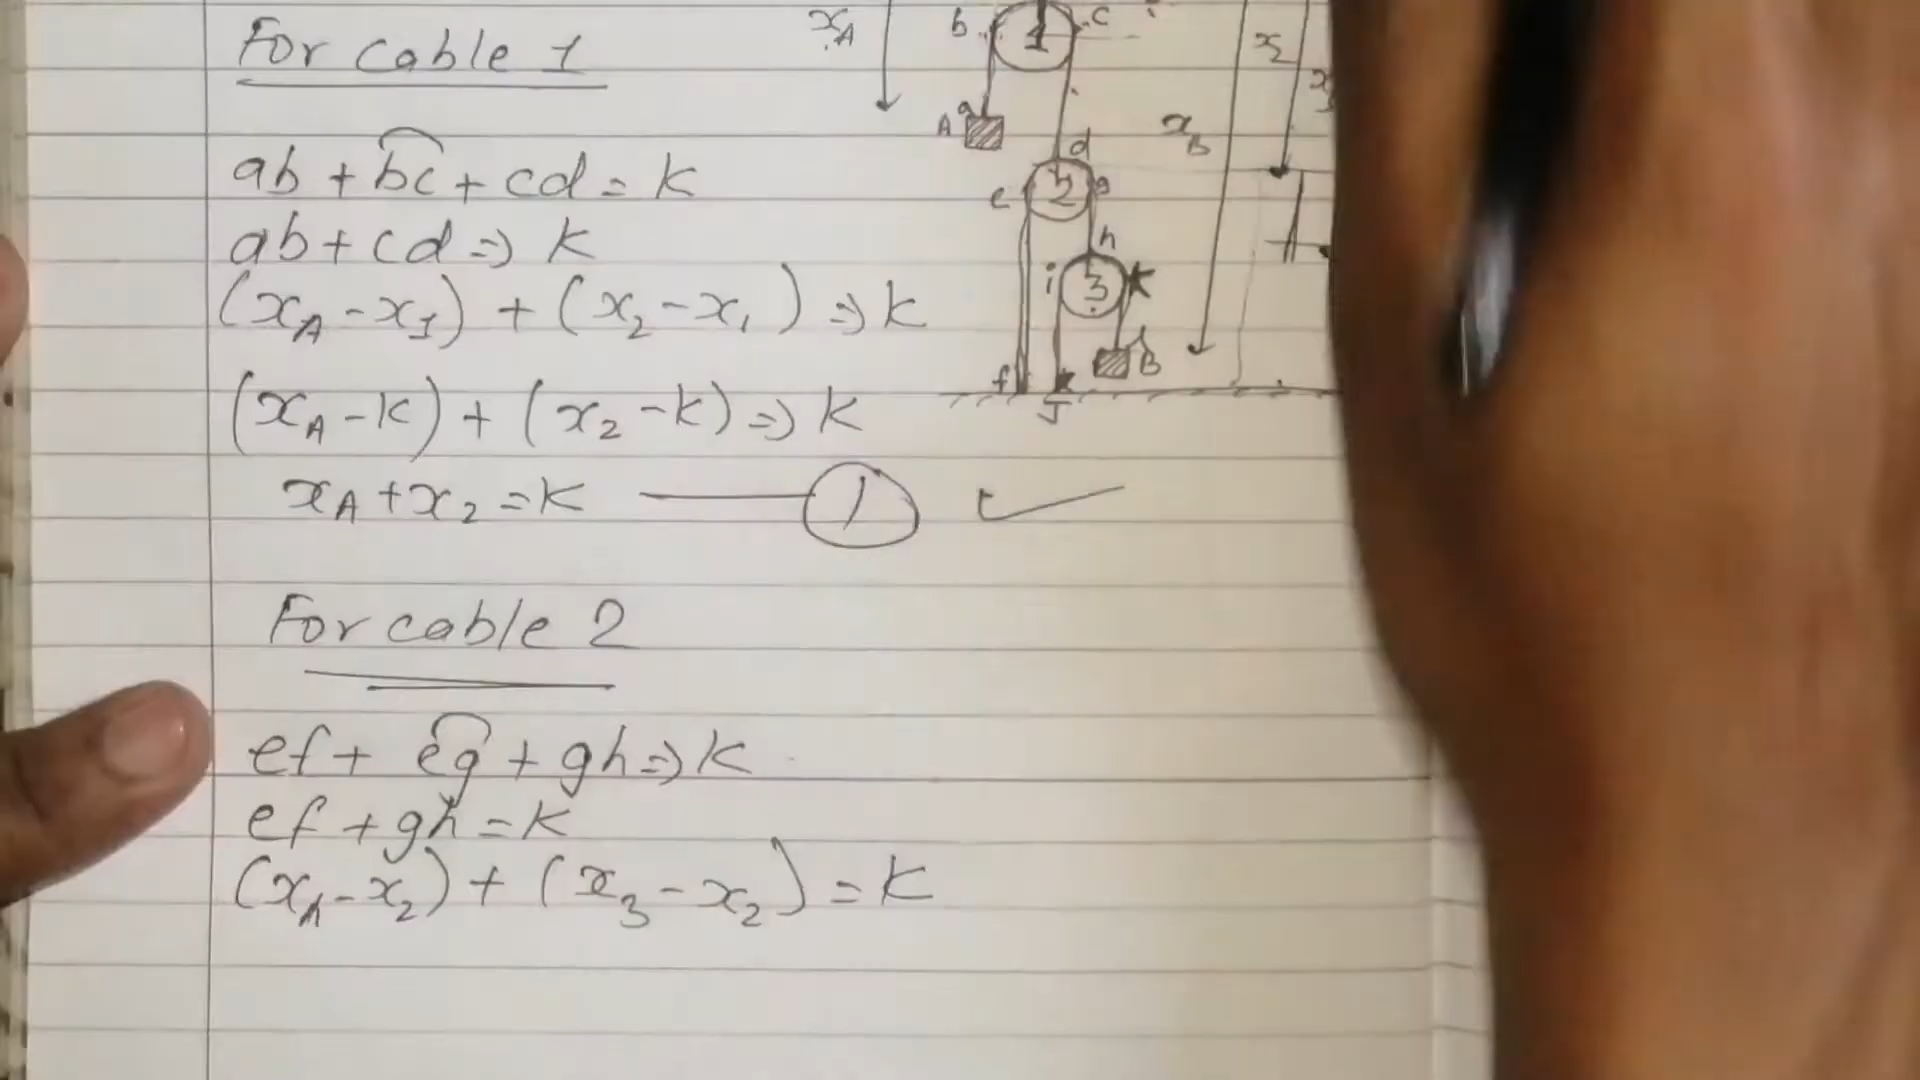 For cable 1
ab + bc + cd = K
ab + cd => K
(xA - x1) + (x2 - x1) => K
(xA - K) + (x2 - K) => K
xA + x2 = K 1
For cable 2
ef + eg + gh => K
ef + gh = K
(xA - x2) + (x3 - x2) = K
xA
b
1
c
a
A
d
e
2
g
h
i
3
K
B
f
J
xB
x2